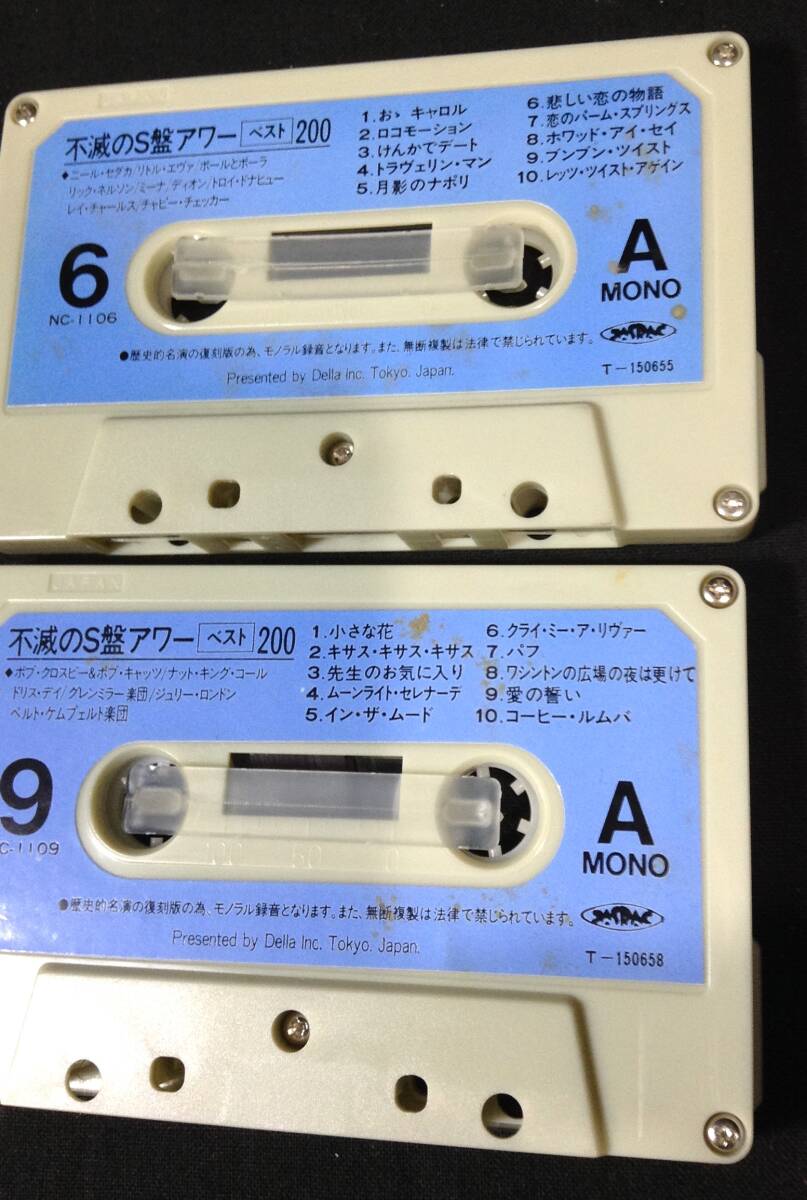 不滅のS盤アワー ベスト 200
◆ニール・セダカ/リトル・エヴァ/ポールとポーラ
リック・ネルソン/ミーナ, ディオン/トロイ・ドナヒュー
レイ・チャールス/チャビー・チェッカー
1.おゝキャロル
2.ロコモーション
3.けんかでデート
4.トラヴェリン・マン
5.月影のナポリ
6.悲しい恋の物語
7.恋のパーム・スプリングス
8.ホワッド・アイ・セイ
9.ブンブン・ツイスト
10.レッツ・ツイスト・アゲイン
6
NC-1106
A
MONO
●歴史的名演の復刻版の為、モノラル録音となります。また、無断複製は法律で禁じられています。
Presented by Della Inc. Tokyo. Japan.
T-150655
JAPAN
不滅のS盤アワー ベスト 200
◆ボブ・クロスビー&ボブ・キャッツ/ナット・キング・コール
ドリス・デイ/グレンミラー楽団/ジュリー・ロンドン
ベルト・ケムプェルト楽団
1.小さな花
2.キサス・キサス・キサス
3.先生のお気に入り
4.ムーンライト・セレナーデ
5.イン・ザ・ムード
6.クライ・ミー・ア・リヴァー
7.パフ
8.ワシントンの広場の夜は更けて
9.愛の誓い
10.コーヒー・ルムバ
9
C-1109
A
MONO
100 50 0
●歴史的名演の復刻版の為、モノラル録音となります。また、無断複製は法律で禁じられています。
Presented by Della Inc. Tokyo. Japan.
T-150658